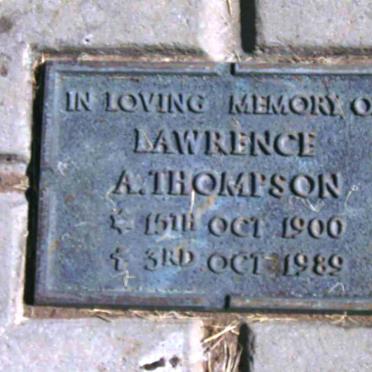 IN LOVING MEMORY O
LAWRENCE
A. THOMPSON
15TH OCT 1900
3RD OCT 1989